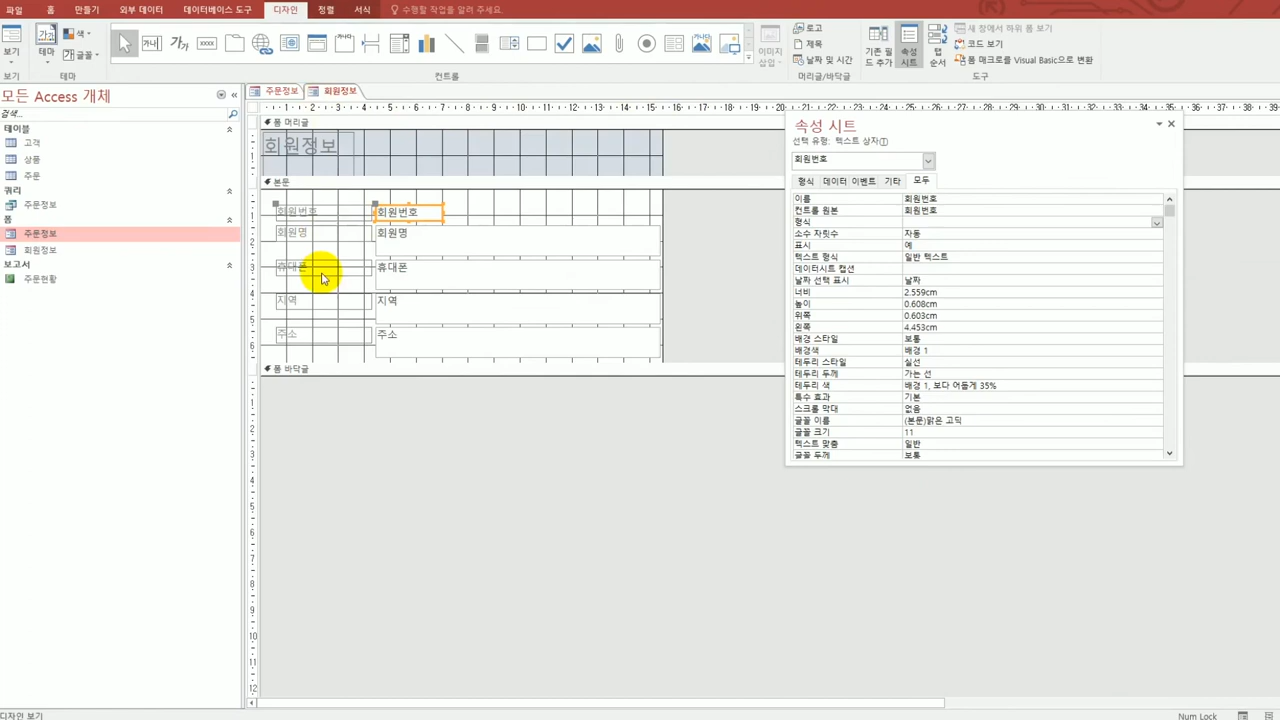 파일 홈 만들기 외부 데이터 데이터베이스 도구 디자인 정렬 서식 수행할 작업을 알려 주세요.
보기
보기
가가
테마
색
글꼴
테마
가나
가가
xxxx
가나다
컨트롤
이미지
삽입
로고
제목
날짜 및 시간
머리글/바닥글
기존 필
드 추가
속성
시트
탭
순서
새 창에서 하위 폼 보기
코드 보기
폼 매크로를 Visual Basic으로 변환
도구
모든 Access 개체
검색...
테이블
고객
상품
주문
쿼리
주문정보
폼
주문정보
회원정보
보고서
주문현황
주문정보 회원정보
폼 머리글
회원정보
본문
회원번호 회원번호
회원명 회원명
휴대폰 휴대폰
지역 지역
주소 주소
폼 바닥글
속성 시트
선택 유형: 텍스트 상자(T)
회원번호
형식 데이터 이벤트 기타 모두
이름 회원번호
컨트롤 원본 회원번호
형식
소수 자릿수 자동
표시 예
텍스트 형식 일반 텍스트
데이터시트 캡션
날짜 선택 표시 날짜
너비 2.559cm
높이 0.608cm
위쪽 0.603cm
왼쪽 4.453cm
배경 스타일 보통
배경색 배경 1
테두리 스타일 실선
테두리 두께 가는 선
테두리 색 배경 1, 보다 어둡게 35%
특수 효과 기본
스크롤 막대 없음
글꼴 이름 (본문)맑은 고딕
글꼴 크기 11
텍스트 맞춤 일반
글꼴 두께 보통
디자인 보기
Num Lock